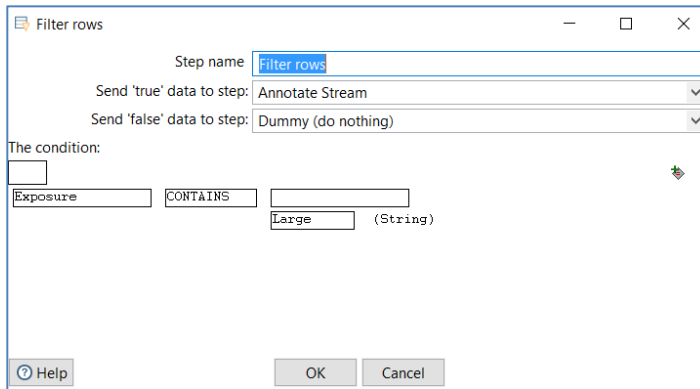 Filter rows
Step name Filter rows
Send 'true' data to step: Annotate Stream
Send 'false' data to step: Dummy (do nothing)
The condition:
Exposure CONTAINS
Large (String)
Help OK Cancel